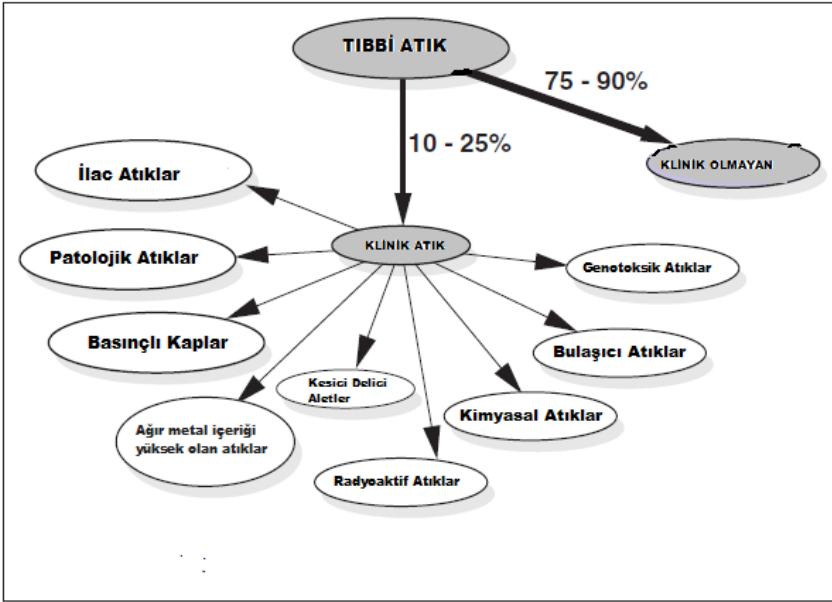 TIBBİ ATIK
75 - 90%
10 - 25%
KLİNİK OLMAYAN
İlac Atıklar
KLİNİK ATIK
Patolojik Atıklar
Genotoksik Atıklar
Basınçlı Kaplar
Bulaşıcı Atıklar
Kesici Delici
Aletler
Kimyasal Atıklar
Ağır metal içeriği
yüksek olan atıklar
Radyoaktif Atıklar